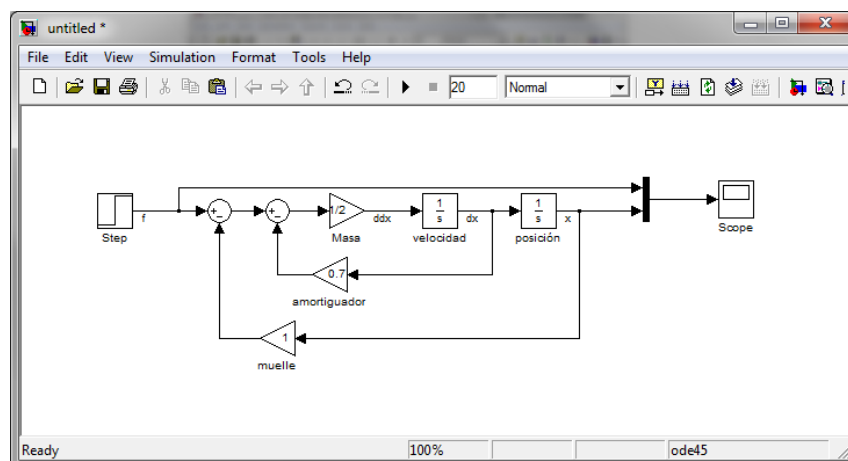 untitled *
File Edit View Simulation Format Tools Help
20 Normal
Step
f
1/2
Masa
ddx
1
s
velocidad
dx
1
s
posición
x
Scope
0.7
amortiguador
1
muelle
Ready 100% ode45